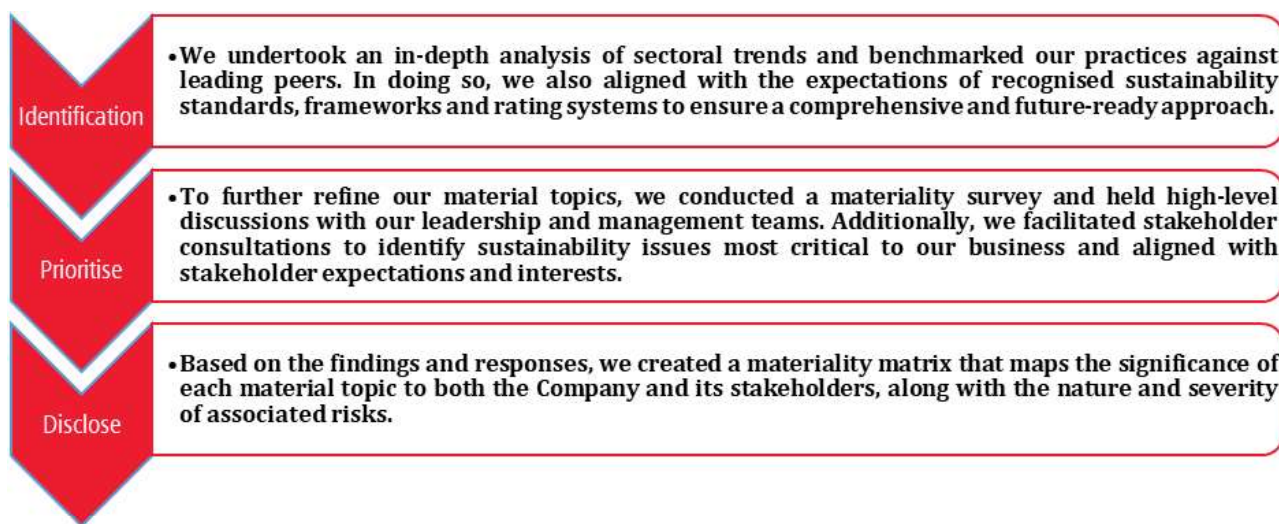 Identification
•We undertook an in-depth analysis of sectoral trends and benchmarked our practices against
leading peers. In doing so, we also aligned with the expectations of recognised sustainability
standards, frameworks and rating systems to ensure a comprehensive and future-ready approach.
Prioritise
•To further refine our material topics, we conducted a materiality survey and held high-level
discussions with our leadership and management teams. Additionally, we facilitated stakeholder
consultations to identify sustainability issues most critical to our business and aligned with
stakeholder expectations and interests.
Disclose
•Based on the findings and responses, we created a materiality matrix that maps the significance of
each material topic to both the Company and its stakeholders, along with the nature and severity
of associated risks.